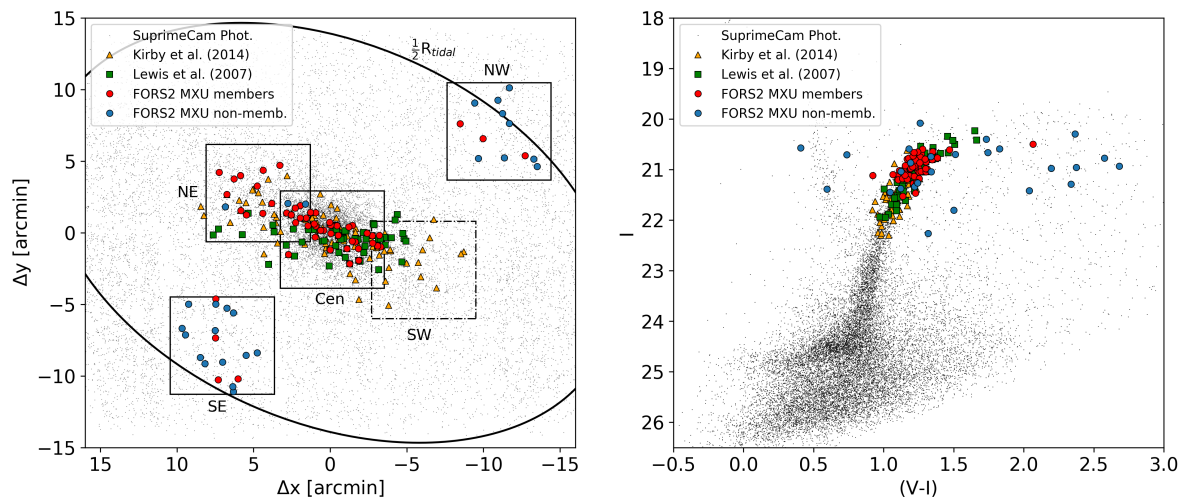 15
10
5
0
−5
−10
−15
15
10
5
0
−5
−10
−15
Δx [arcmin]
Δy [arcmin]
SuprimeCam Phot.
Kirby et al. (2014)
Lewis et al. (2007)
FORS2 MXU members
FORS2 MXU non-memb.
½R_tidal
NW
NE
Cen
SW
SE
18
19
20
21
22
23
24
25
26
−0.5
0.0
0.5
1.0
1.5
2.0
2.5
3.0
(V-I)
I
SuprimeCam Phot.
Kirby et al. (2014)
Lewis et al. (2007)
FORS2 MXU members
FORS2 MXU non-memb.